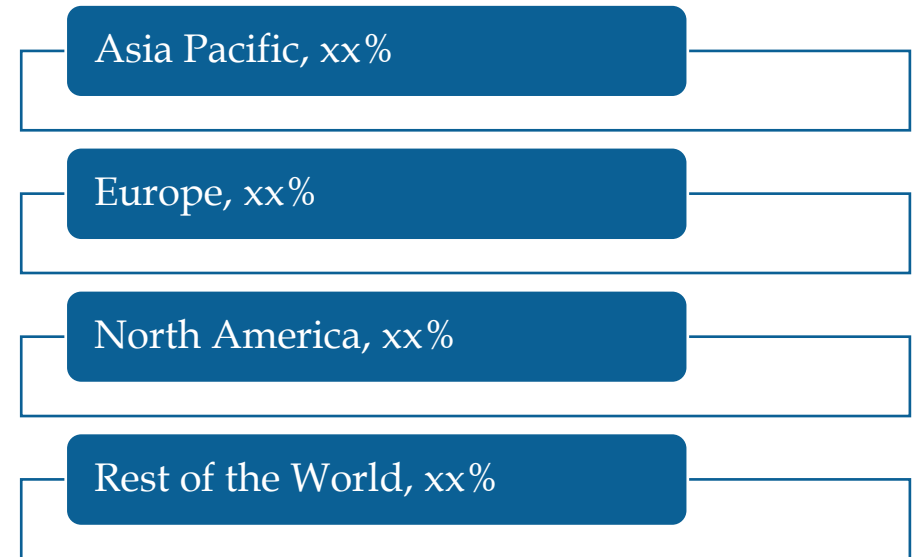 Asia Pacific, xx%
Europe, xx%
North America, xx%
Rest of the World, xx%